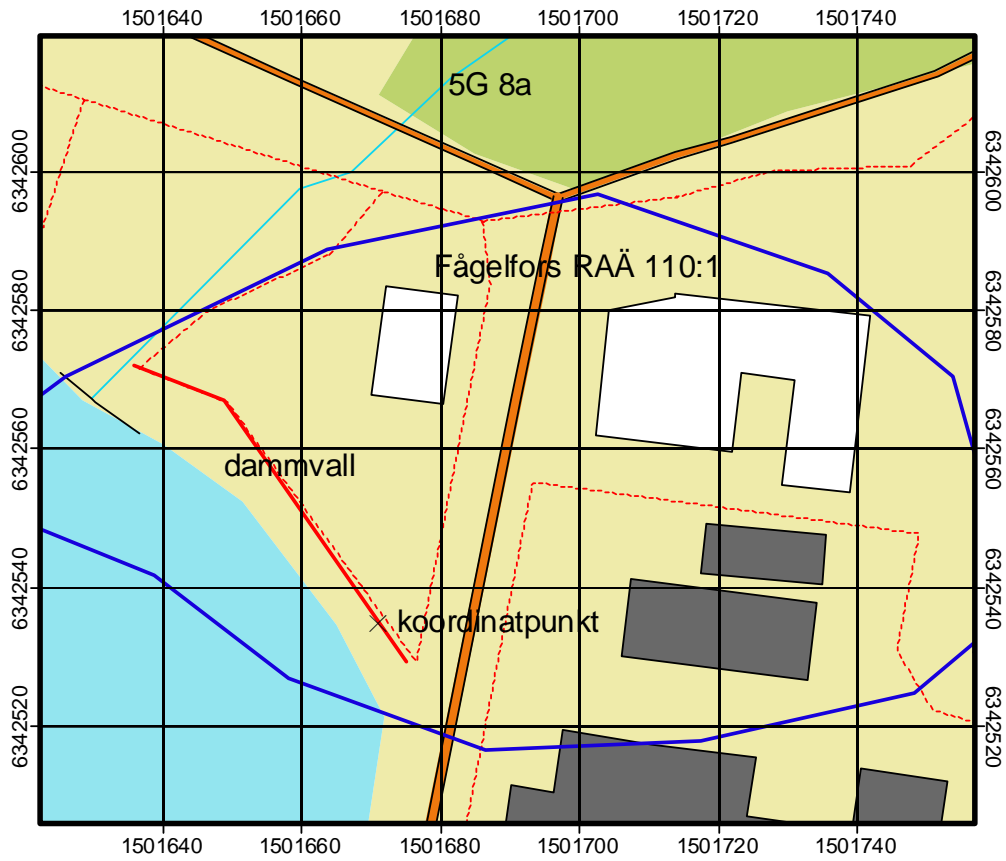 1501640 1501660 1501680 1501700 1501720 1501740
5G 8a
6342600 6342600
Fågelfors RAÄ 110:1
6342580 6342580
6342560 6342560
dammvall
6342540 6342540
koordinatpunkt
6342520 6342520
1501640 1501660 1501680 1501700 1501720 1501740